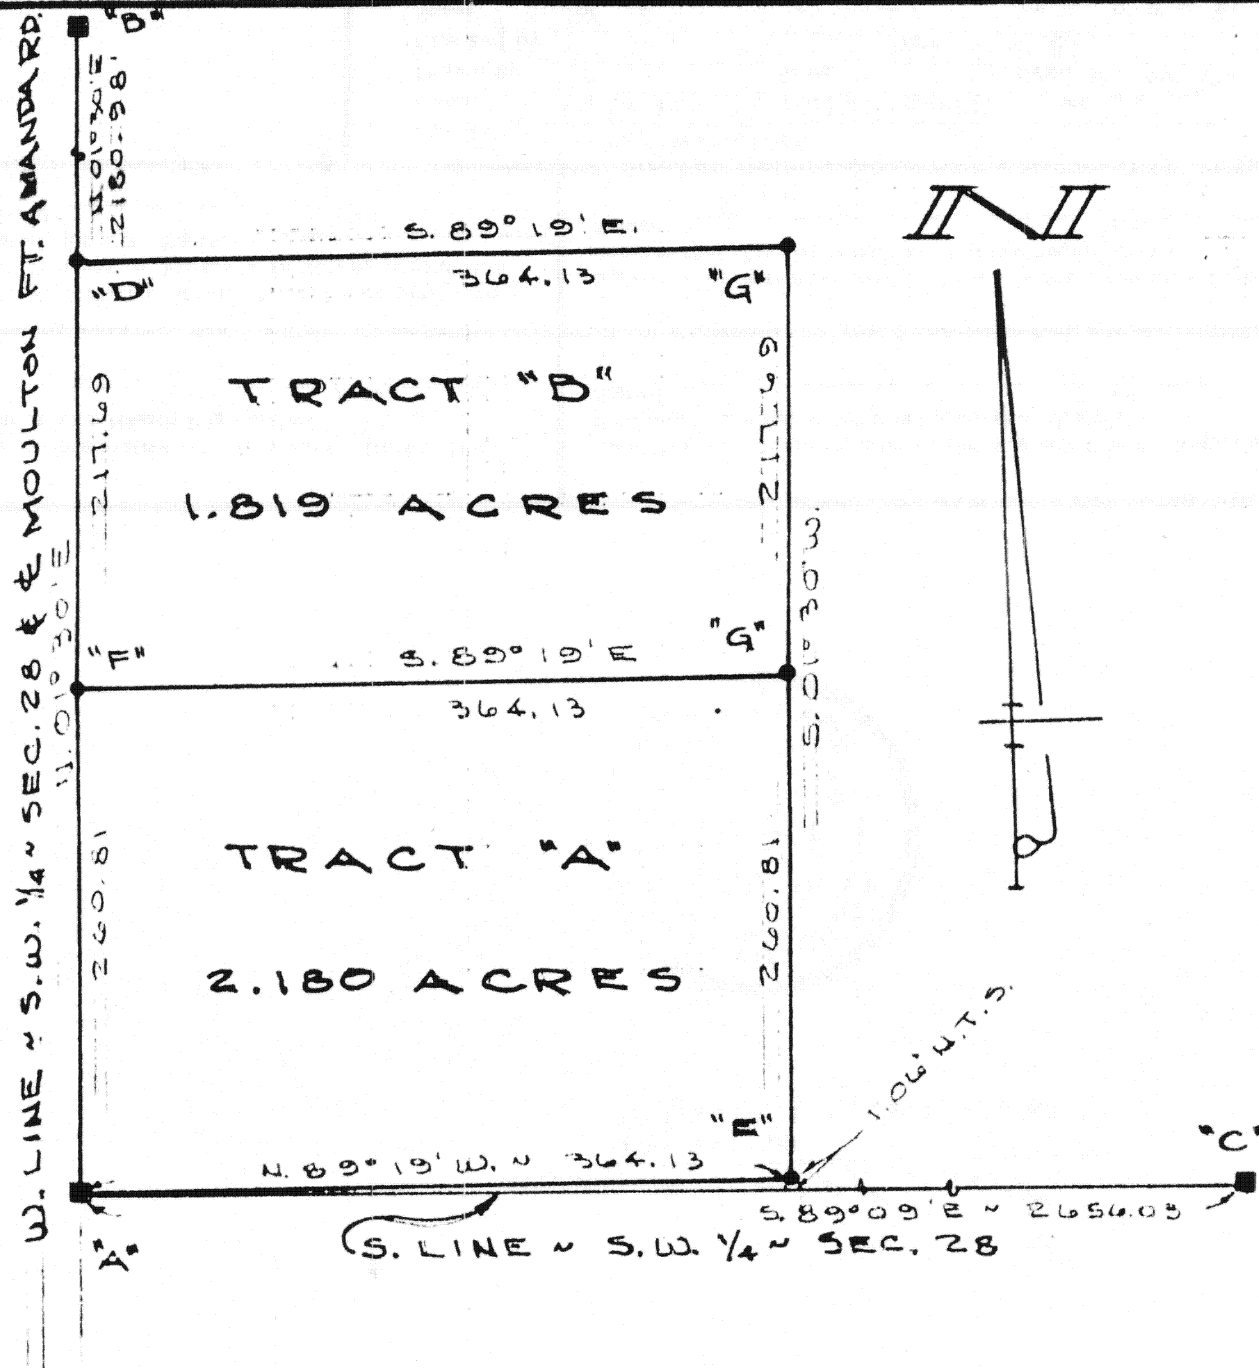 "B"
N. 01° 30' E
2180.98'
W. LINE ~ S.W. 1/4 ~ SEC. 28 & ℄ MOULTON FT. AMANDA RD.
N
S. 89° 19' E.
364.13
"D"
"G"
217.69
217.69
TRACT "B"
1.819 ACRES
N. 01° 30' E
S. 01° 30' W
"F"
"G"
S. 89° 19' E
364.13
TRACT "A"
2.180 ACRES
260.81
260.81
1.06' N.T.S.
"E"
"C"
N. 89° 19' W. ~ 364.13
S. 89° 09' E ~ 2656.03
"A"
S. LINE ~ S.W. 1/4 ~ SEC. 28